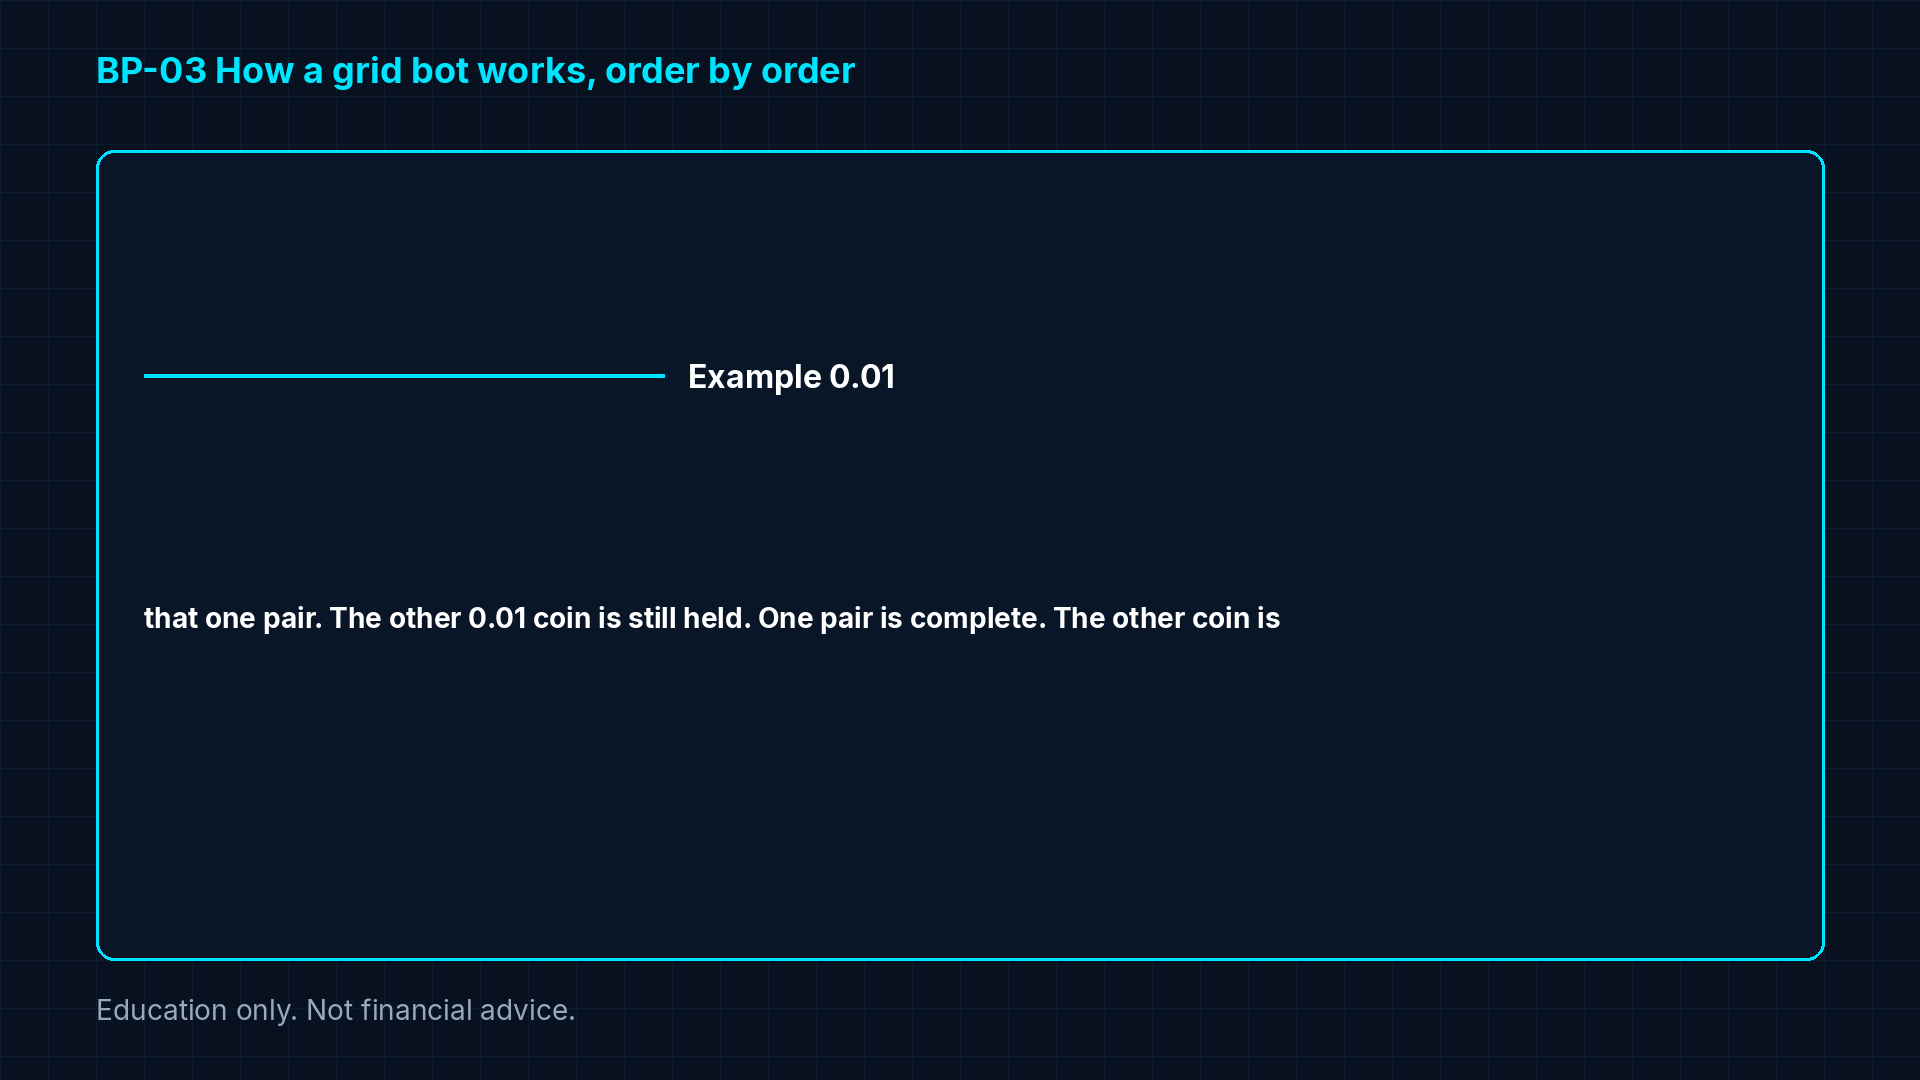 BP-03 How a grid bot works, order by order
Example 0.01
that one pair. The other 0.01 coin is still held. One pair is complete. The other coin is
Education only. Not financial advice.